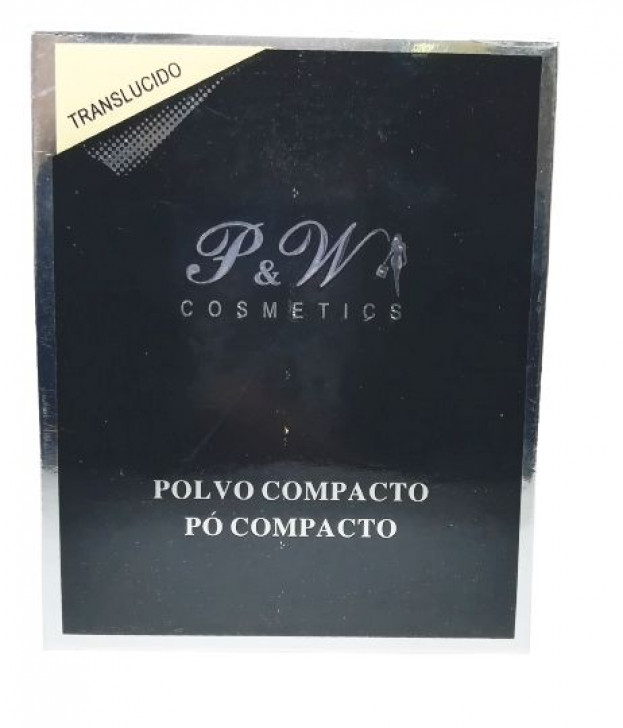 TRANSLUCIDO
P&W
COSMETICS
POLVO COMPACTO
PÓ COMPACTO